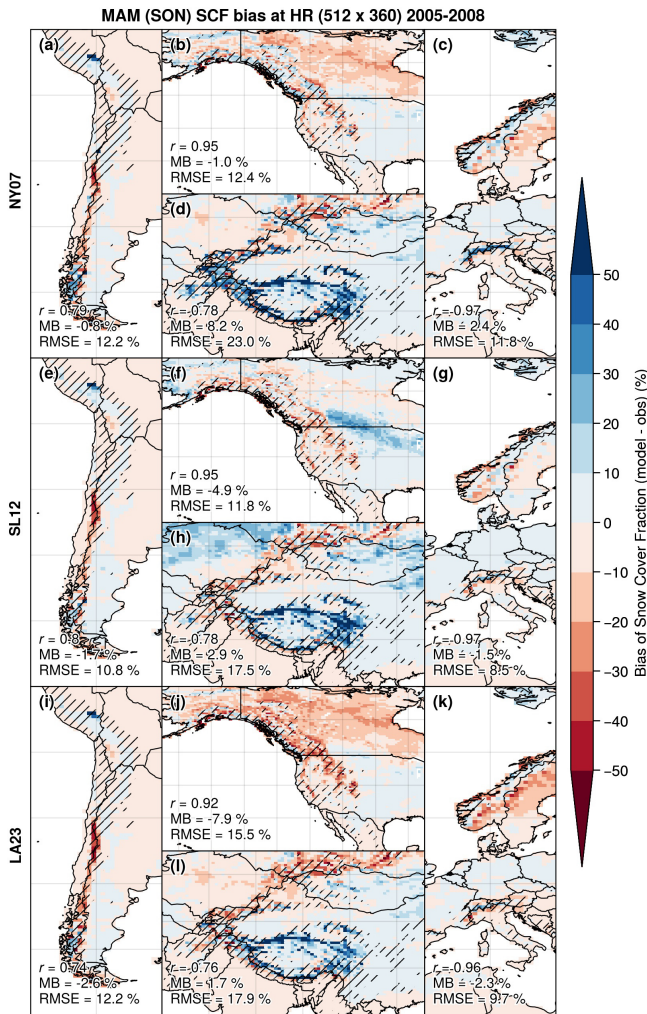 MAM (SON) SCF bias at HR (512 x 360) 2005-2008
NY07
(a)
r = 0.79
MB = -0.8 %
RMSE = 12.2 %
(b)
r = 0.95
MB = -1.0 %
RMSE = 12.4 %
(c)
(d)
r = 0.78
MB = 8.2 %
RMSE = 23.0 %
r = 0.97
MB = 2.4 %
RMSE = 11.8 %
SL12
(e)
MB = -1.7 %
RMSE = 10.8 %
(f)
r = 0.95
MB = -4.9 %
RMSE = 11.8 %
(g)
(h)
r = 0.78
MB = 2.9 %
RMSE = 17.5 %
r = 0.97
MB = -1.5 %
RMSE = 8.5 %
LA23
(i)
r = 0.74
MB = -2.6 %
RMSE = 12.2 %
(j)
r = 0.92
MB = -7.9 %
RMSE = 15.5 %
(k)
(l)
r = 0.76
MB = 1.7 %
RMSE = 17.9 %
r = 0.96
MB = -2.3 %
RMSE = 9.7 %
50
40
30
20
10
0
−10
−20
−30
−40
−50
Bias of Snow Cover Fraction (model - obs) (%)